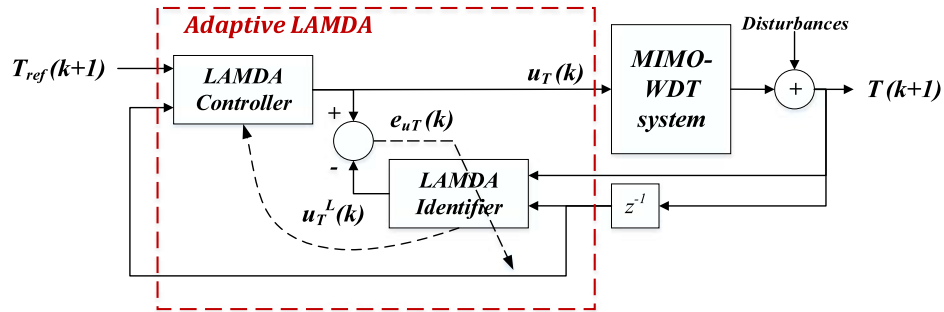 Adaptive LAMDA
Disturbances
T_ref(k+1)
LAMDA
Controller
u_T(k)
MIMO-
WDT
system
+
T(k+1)
+
e_uT(k)
-
LAMDA
Identifier
u_T^L(k)
z^-1